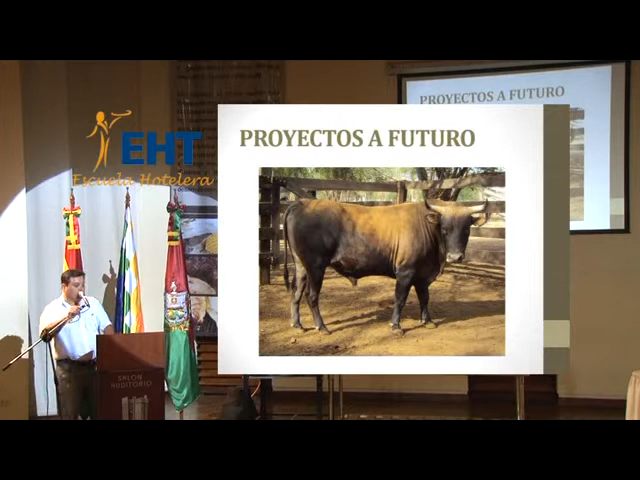 PROYECTOS A FUTURO
EHT
Escuela Hotelera
PROYECTOS A FUTURO
SALON
AUDITORIO